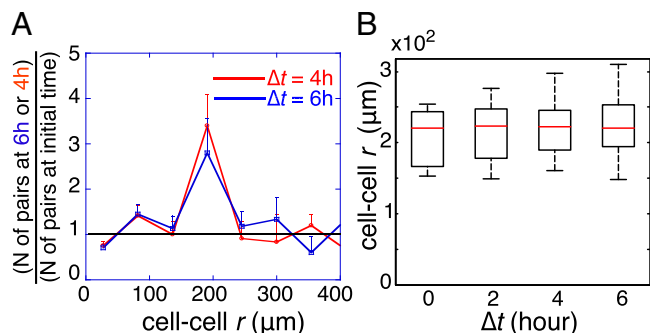 A
(N of pairs at 6h or 4h)
(N of pairs at initial time)
5
4
3
2
1
0
Δt = 4h
Δt = 6h
0 100 200 300 400
cell-cell r (μm)
B
x10²
cell-cell r (μm)
3
2
1
0
0 2 4 6
Δt (hour)